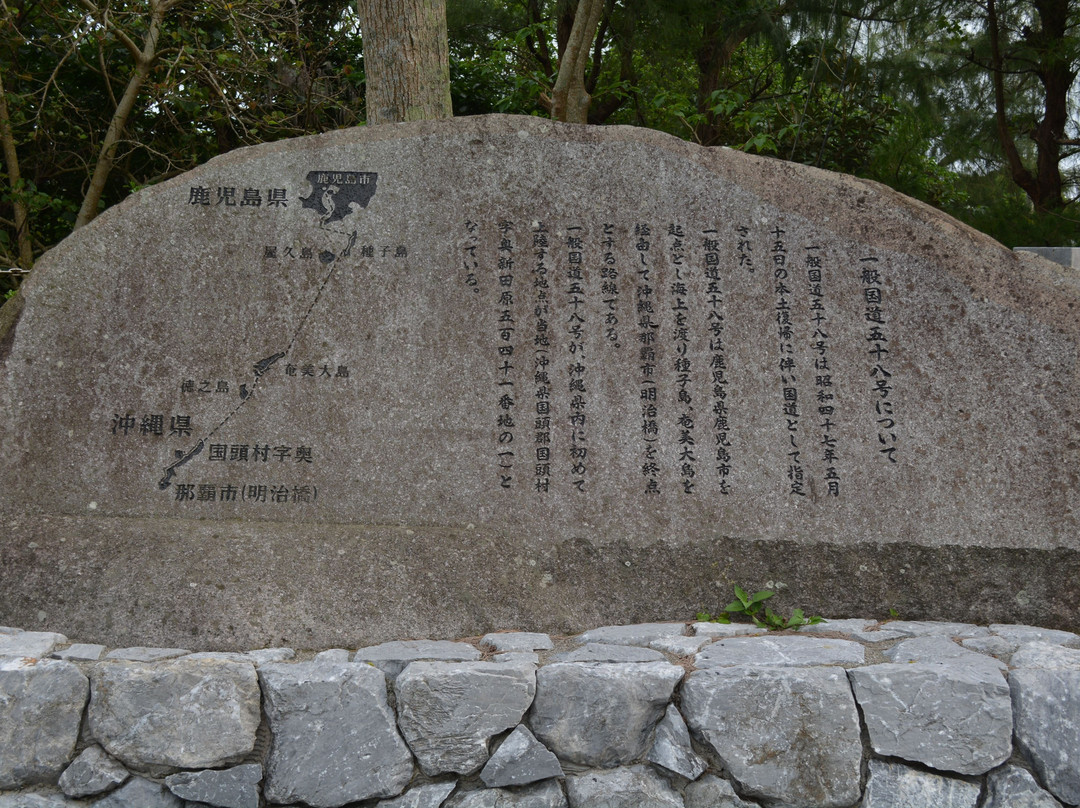 一般国道五十八号について
一般国道五十八号は昭和四十七年五月
十五日の本土復帰に伴い国道として指定
された。
一般国道五十八号は鹿児島県鹿児島市を
起点とし海上を渡り種子島、奄美大島を
経由して沖縄県那覇市(明治橋)を終点
とする路線である。
一般国道五十八号が、沖縄県内に初めて
上陸する地点が当地(沖縄県国頭郡国頭村
字奥新田原五百四十一番地の一)と
なっている。
鹿児島県
鹿児島市
屋久島
種子島
奄美大島
徳之島
沖縄県
国頭村字奥
那覇市(明治橋)